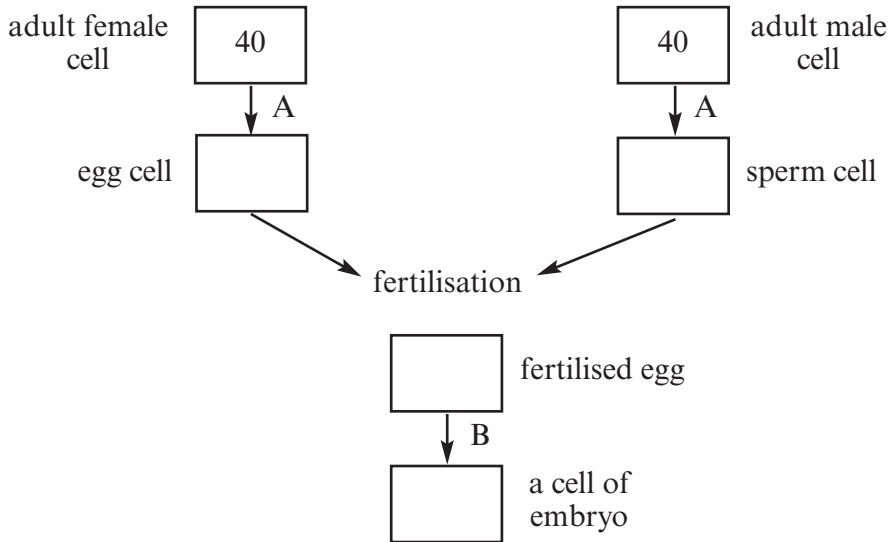 adult female
cell
40
40
adult male
cell
A
A
egg cell
sperm cell
fertilisation
fertilised egg
B
a cell of
embryo